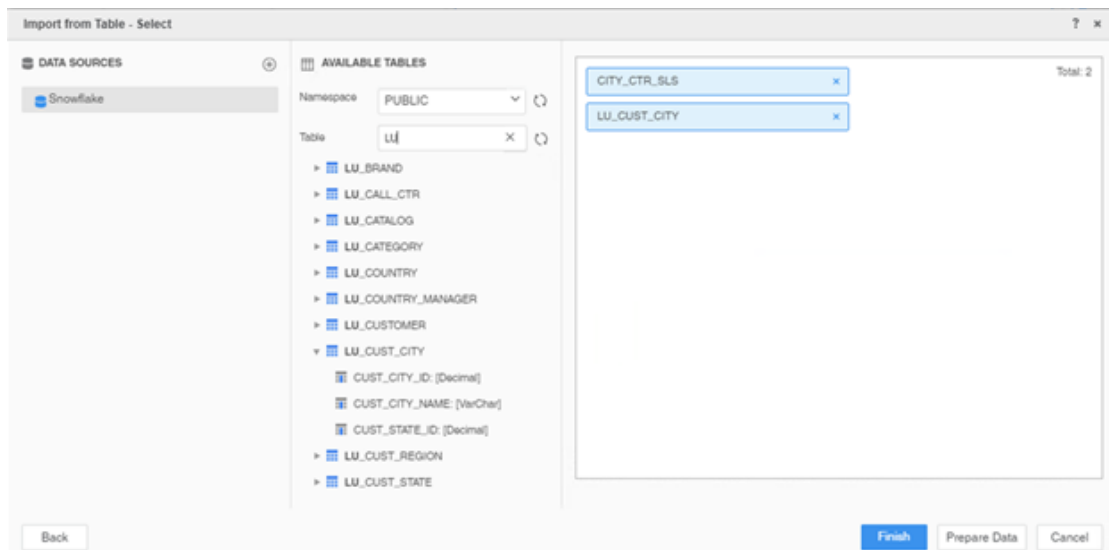 Import from Table - Select ? ×
DATA SOURCES
Snowflake
AVAILABLE TABLES
Namespace PUBLIC
Table LU
LU_BRAND
LU_CALL_CTR
LU_CATALOG
LU_CATEGORY
LU_COUNTRY
LU_COUNTRY_MANAGER
LU_CUSTOMER
LU_CUST_CITY
CUST_CITY_ID: [Decimal]
CUST_CITY_NAME: [VarChar]
CUST_STATE_ID: [Decimal]
LU_CUST_REGION
LU_CUST_STATE
CITY_CTR_SLS
LU_CUST_CITY
Total: 2
Back
Finish
Prepare Data
Cancel